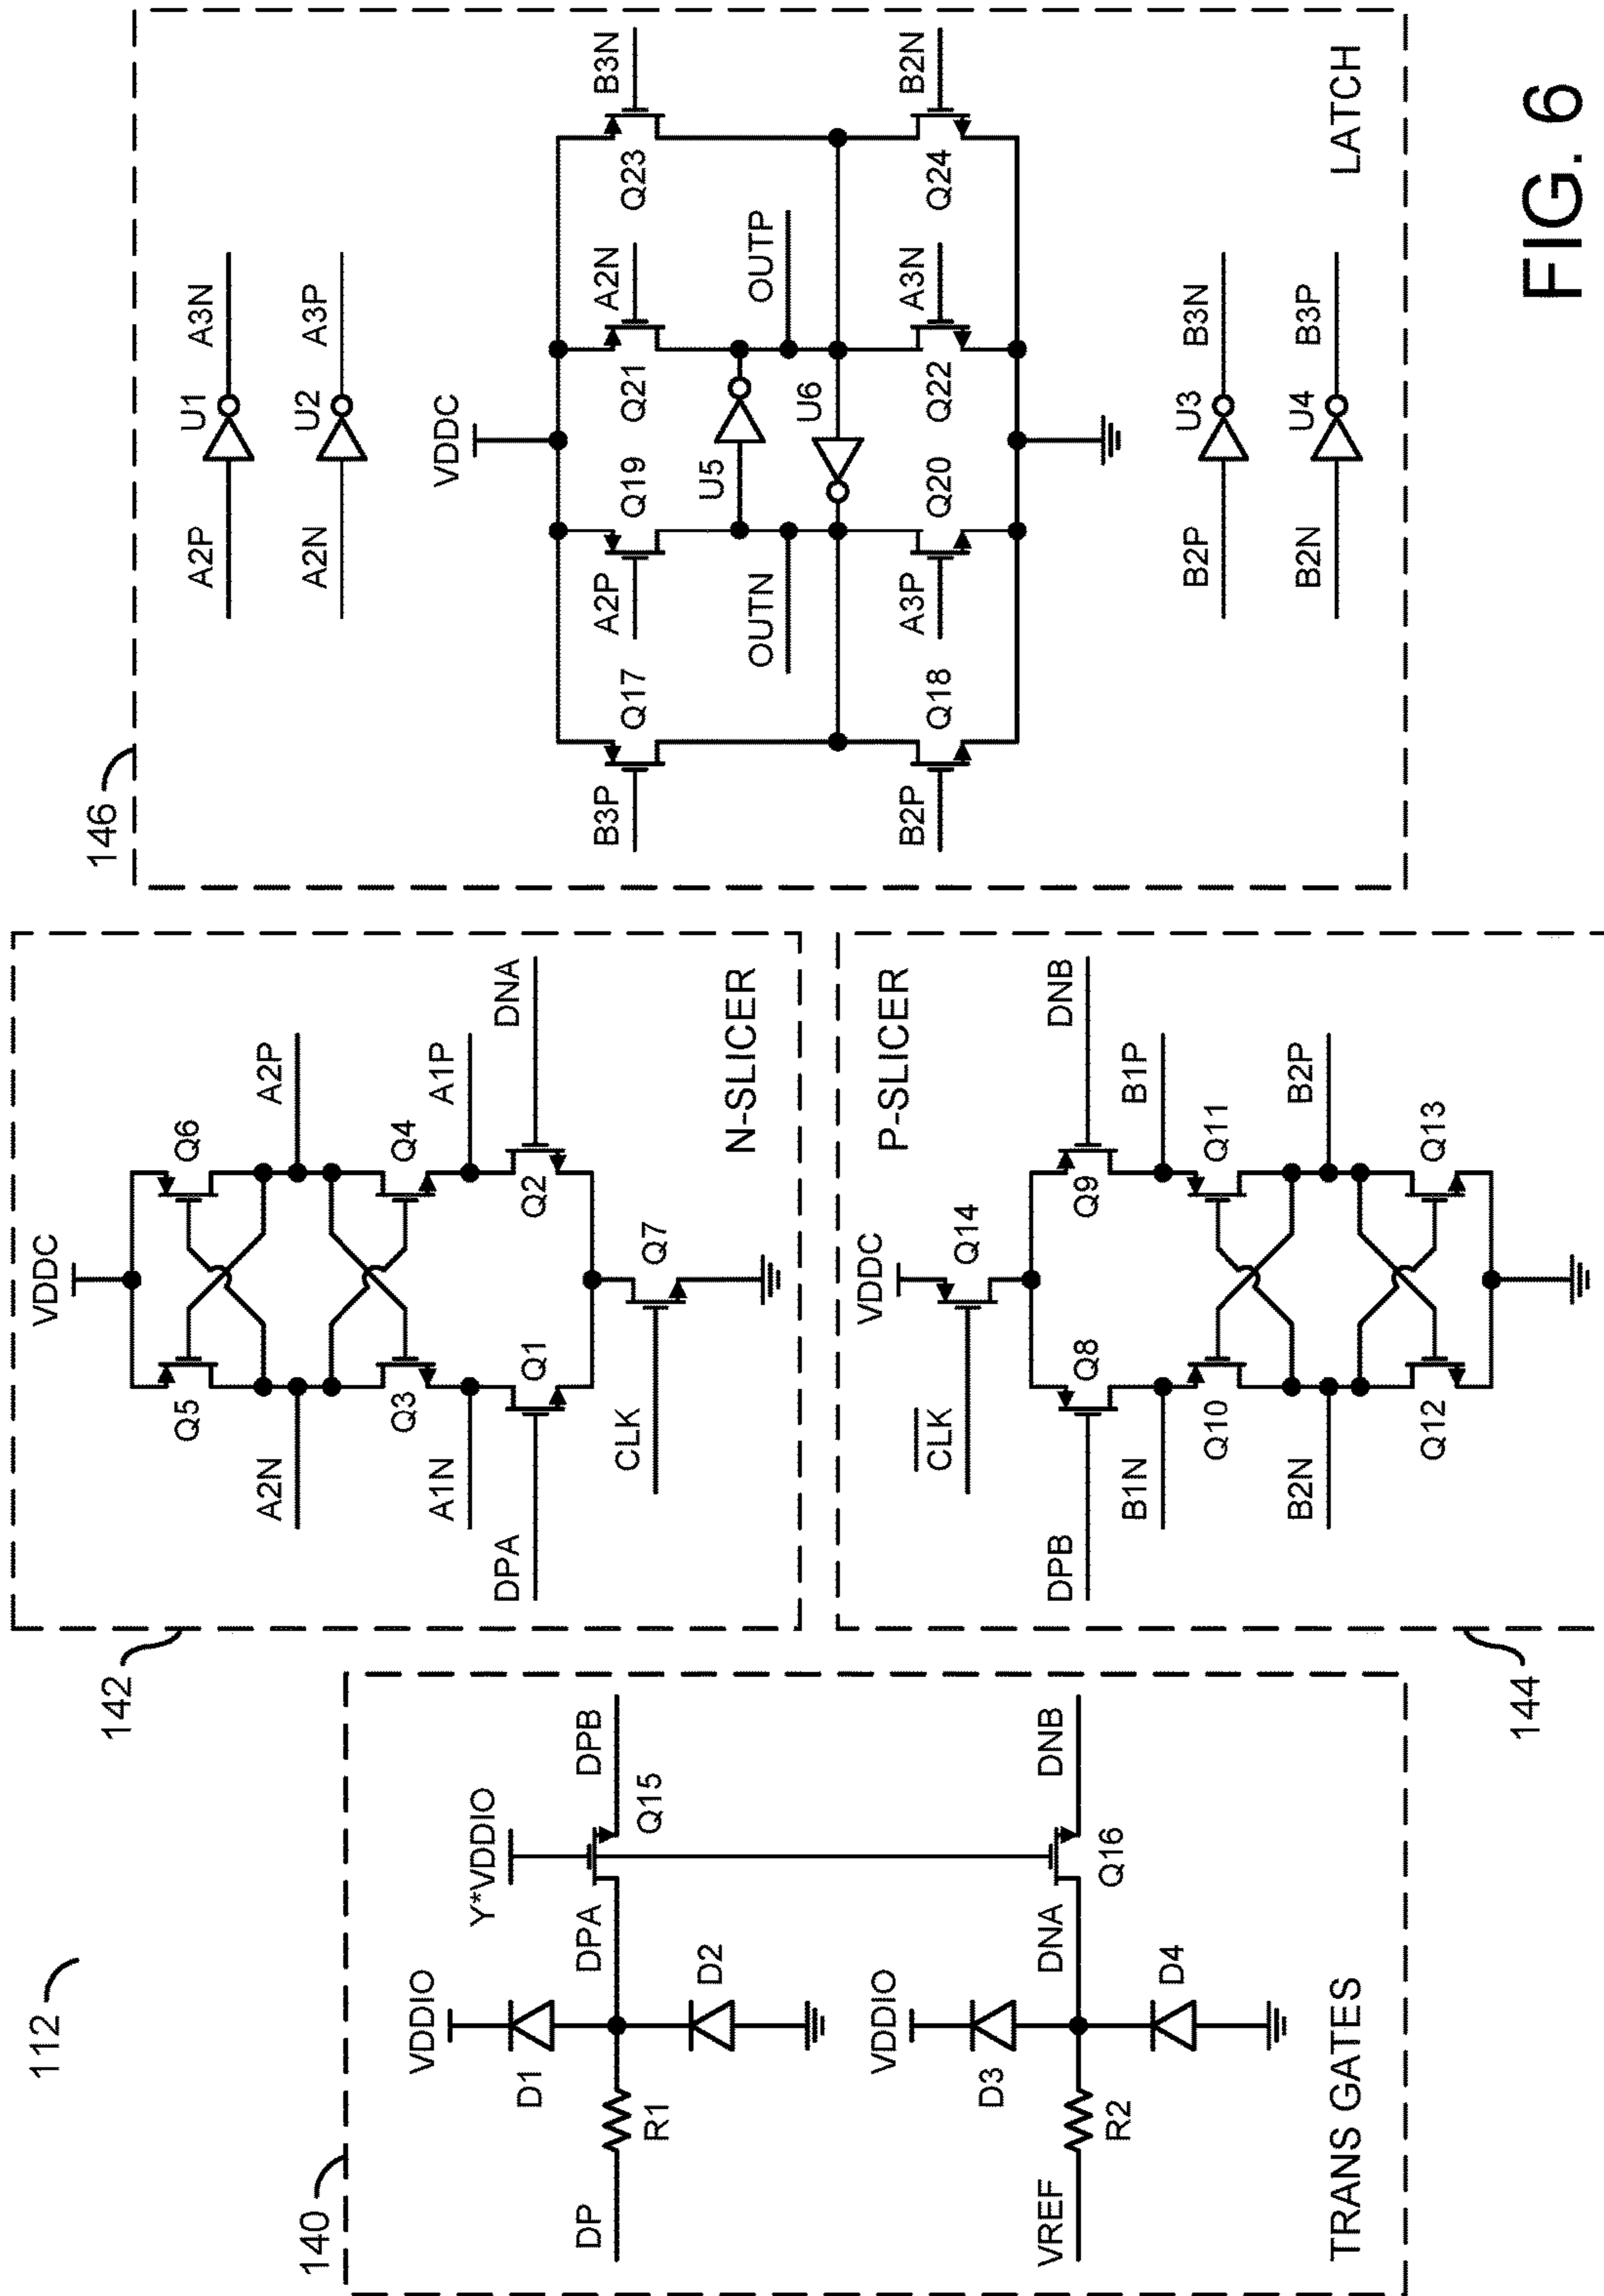 112
140
VDDIO
Y*VDDIO
D1
DP
DPA
DPB
R1
Q15
D2
VDDIO
D3
VREF
DNA
DNB
R2
Q16
D4
TRANS GATES
142
VDDC
Q5
Q6
A2N
A2P
Q3
Q4
A1N
A1P
DPA
Q1
Q2
DNA
CLK
Q7
N-SLICER
P-SLICER
VDDC
CLK
Q14
DPB
Q8
Q9
DNB
B1N
B1P
Q10
Q11
B2N
B2P
Q12
Q13
144
146
A2P
U1
A3N
A2N
U2
A3P
VDDC
B3P
Q17
A2P
Q19
Q21
A2N
Q23
B3N
U5
OUTN
OUTP
U6
B2P
Q18
A3P
Q20
Q22
A3N
Q24
B2N
B2P
U3
B3N
B2N
U4
B3P
LATCH
FIG. 6